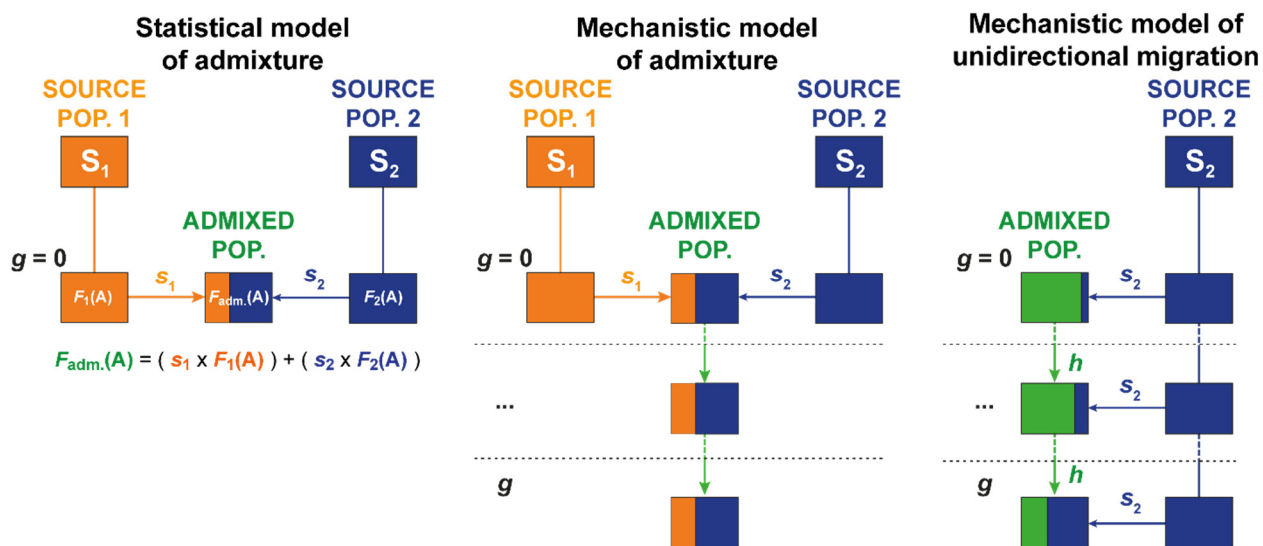 Statistical model
of admixture
SOURCE
POP. 1
SOURCE
POP. 2
S1
S2
ADMIXED
POP.
g = 0
s1
s2
F1(A)
Fadm.(A)
F2(A)
Fadm.(A) = ( s1 x F1(A) ) + ( s2 x F2(A) )
Mechanistic model
of admixture
SOURCE
POP. 1
SOURCE
POP. 2
S1
S2
ADMIXED
POP.
g = 0
s1
s2
...
g
Mechanistic model of
unidirectional migration
SOURCE
POP. 2
S2
ADMIXED
POP.
g = 0
s2
h
...
s2
h
g
s2